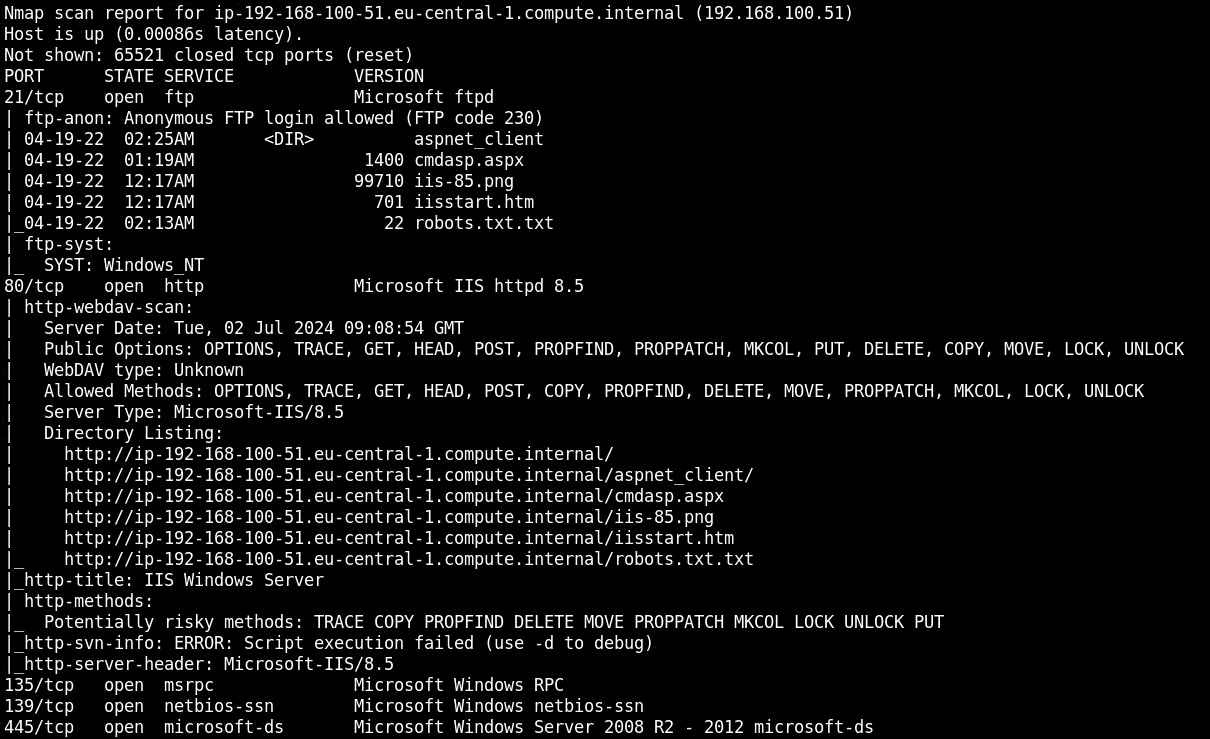 Nmap scan report for ip-192-168-100-51.eu-central-1.compute.internal (192.168.100.51)
Host is up (0.00086s latency).
Not shown: 65521 closed tcp ports (reset)
PORT      STATE SERVICE            VERSION
21/tcp    open  ftp                Microsoft ftpd
| ftp-anon: Anonymous FTP login allowed (FTP code 230)
| 04-19-22  02:25AM       <DIR>          aspnet_client
| 04-19-22  01:19AM                 1400 cmdasp.aspx
| 04-19-22  12:17AM                99710 iis-85.png
| 04-19-22  12:17AM                  701 iisstart.htm
|_04-19-22  02:13AM                   22 robots.txt.txt
| ftp-syst:
|_  SYST: Windows_NT
80/tcp    open  http               Microsoft IIS httpd 8.5
| http-webdav-scan:
|   Server Date: Tue, 02 Jul 2024 09:08:54 GMT
|   Public Options: OPTIONS, TRACE, GET, HEAD, POST, PROPFIND, PROPPATCH, MKCOL, PUT, DELETE, COPY, MOVE, LOCK, UNLOCK
|   WebDAV type: Unknown
|   Allowed Methods: OPTIONS, TRACE, GET, HEAD, POST, COPY, PROPFIND, DELETE, MOVE, PROPPATCH, MKCOL, LOCK, UNLOCK
|   Server Type: Microsoft-IIS/8.5
|   Directory Listing:
|     http://ip-192-168-100-51.eu-central-1.compute.internal/
|     http://ip-192-168-100-51.eu-central-1.compute.internal/aspnet_client/
|     http://ip-192-168-100-51.eu-central-1.compute.internal/cmdasp.aspx
|     http://ip-192-168-100-51.eu-central-1.compute.internal/iis-85.png
|     http://ip-192-168-100-51.eu-central-1.compute.internal/iisstart.htm
|_    http://ip-192-168-100-51.eu-central-1.compute.internal/robots.txt.txt
|_http-title: IIS Windows Server
| http-methods:
|_  Potentially risky methods: TRACE COPY PROPFIND DELETE MOVE PROPPATCH MKCOL LOCK UNLOCK PUT
|_http-svn-info: ERROR: Script execution failed (use -d to debug)
|_http-server-header: Microsoft-IIS/8.5
135/tcp   open  msrpc              Microsoft Windows RPC
139/tcp   open  netbios-ssn        Microsoft Windows netbios-ssn
445/tcp   open  microsoft-ds       Microsoft Windows Server 2008 R2 - 2012 microsoft-ds